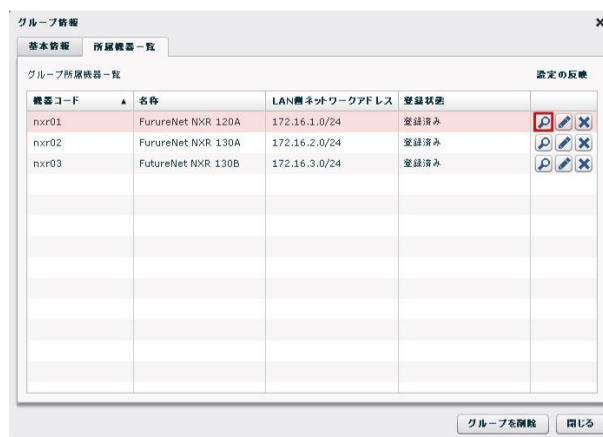 グループ情報
基本情報 所属機器一覧
グループ所属機器一覧 設定の反映
機器コード ▲ 名称 LAN側ネットワークアドレス 登録状態
nxr01 FurureNet NXR 120A 172.16.1.0/24 登録済み
nxr02 FurureNet NXR 130A 172.16.2.0/24 登録済み
nxr03 FutureNet NXR 130B 172.16.3.0/24 登録済み
グループを削除 閉じる